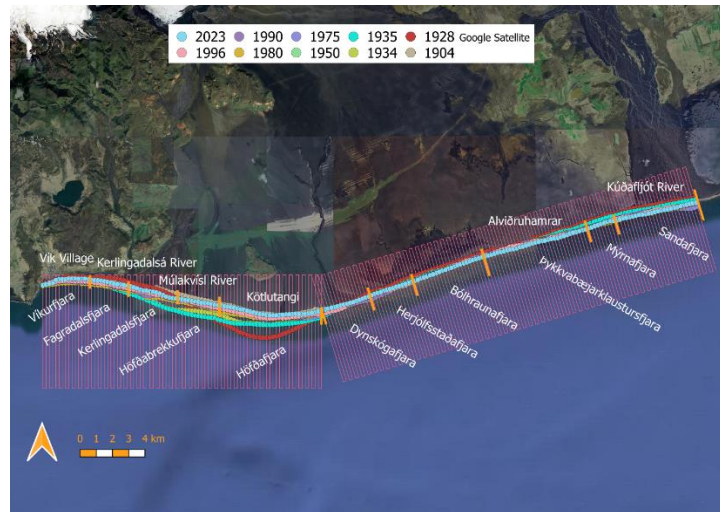 2023 1990 1975 1935 1928 Google Satellite
1996 1980 1950 1934 1904
Kúðafljót River
Alviðruhamrar
Vík Village
Kerlingadalsá River
Múlakvísl River
Kötlutangi
Víkurfjara
Fagradalsfjara
Kerlingadalsfjara
Höfðabrekkufjara
Höfðafjara
Dynskógafjara
Herjólfsstaðafjara
Bólhraunafjara
Þykkvabæjarklaustursfjara
Mýrnafjara
Sandafjara
0 1 2 3 4 km